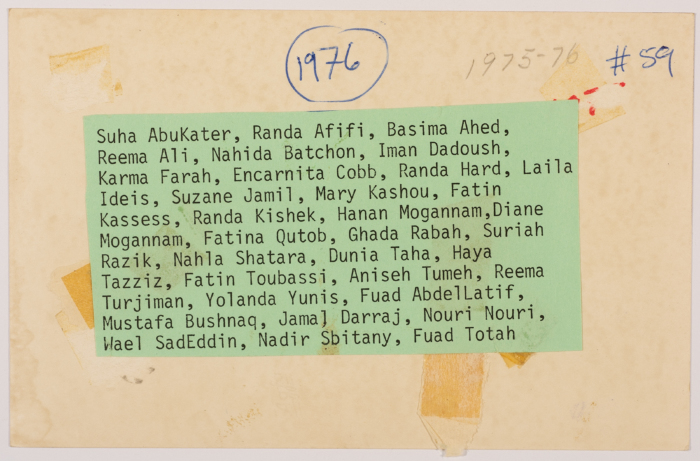 1976
1975-76
#59
Suha AbuKater, Randa Afifi, Basima Ahed,
Reema Ali, Nahida Batchon, Iman Dadoush,
Karma Farah, Encarnita Cobb, Randa Hard, Laila
Ideis, Suzane Jamil, Mary Kashou, Fatin
Kassess, Randa Kishek, Hanan Mogannam,Diane
Mogannam, Fatina Qutob, Ghada Rabah, Suriah
Razik, Nahla Shatara, Dunia Taha, Haya
Tazziz, Fatin Toubassi, Aniseh Tumeh, Reema
Turjiman, Yolanda Yunis, Fuad AbdelLatif,
Mustafa Bushnaq, Jamal Darraj, Nouri Nouri,
Wael SadEddin, Nadir Sbitany, Fuad Totah